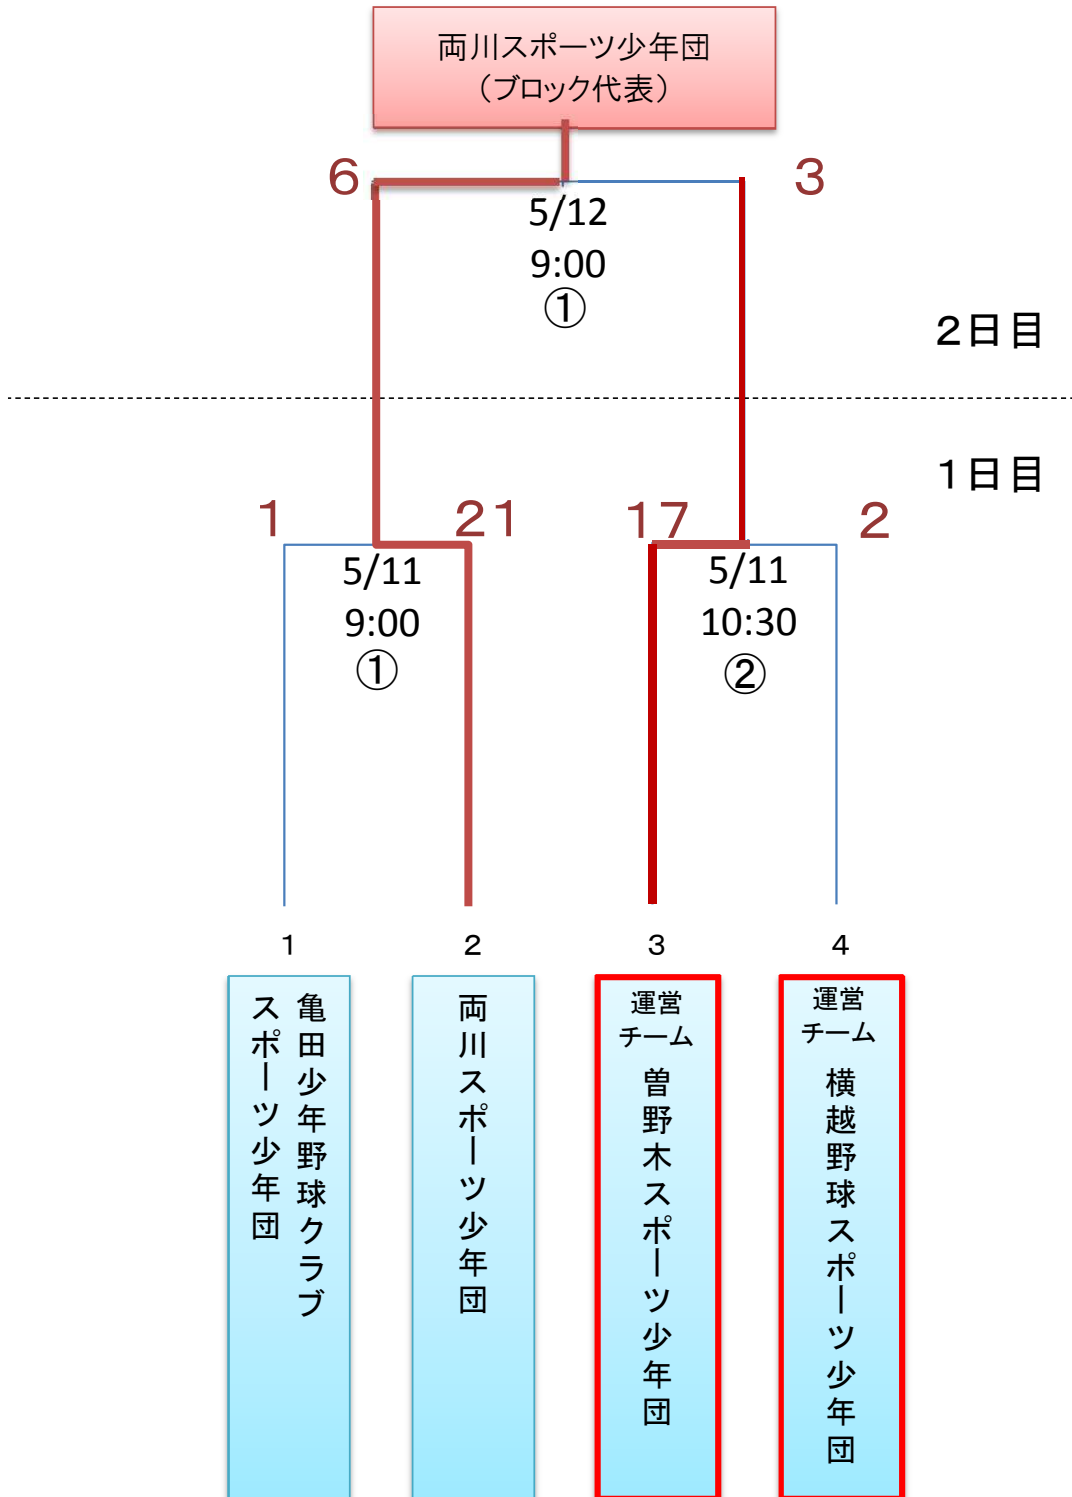 両川スポーツ少年団
（ブロック代表）
6
3
5/12
9:00
①
2日目
1日目
1
21
17
2
5/11
9:00
①
5/11
10:30
②
1
2
3
4
亀田少年野球クラブ
スポーツ少年団
両川スポーツ少年団
運営
チーム
曽野木スポーツ少年団
運営
チーム
横越野球スポーツ少年団